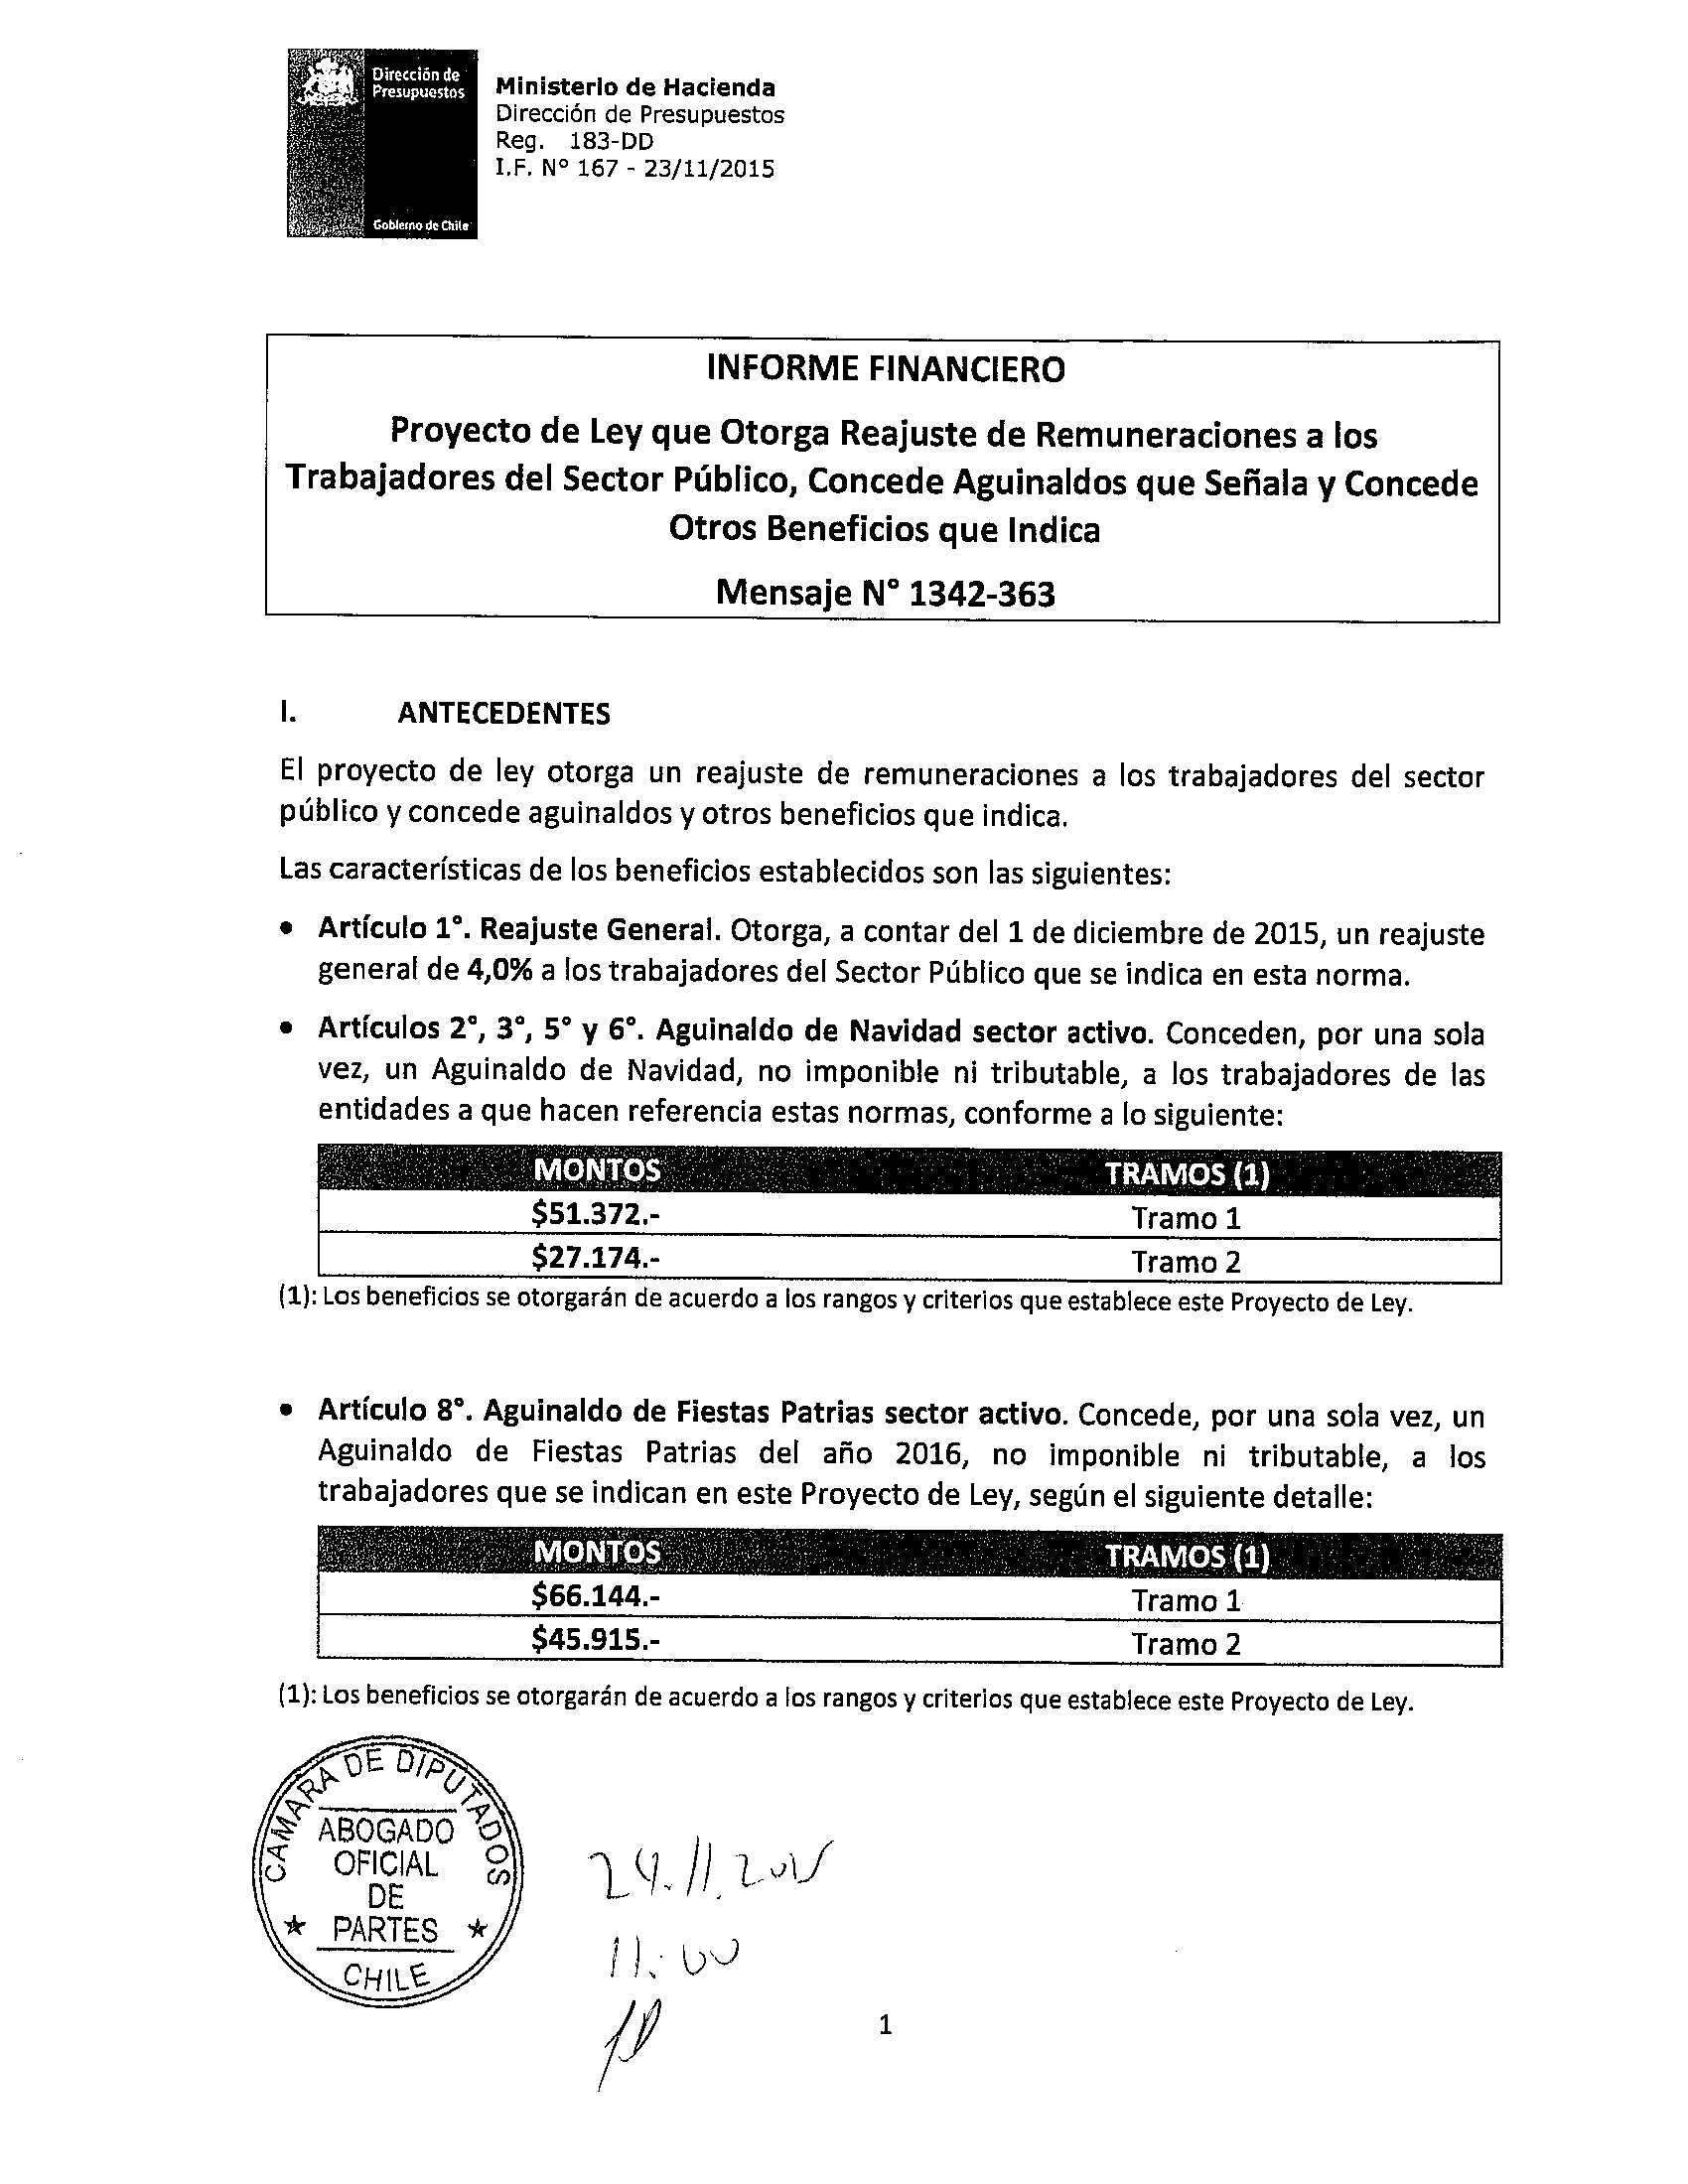 Dirección de
Presupuestos
Gobierno de Chile
Ministerio de Hacienda
Dirección de Presupuestos
Reg. 183-DD
I.F. N° 167 - 23/11/2015
INFORME FINANCIERO
Proyecto de Ley que Otorga Reajuste de Remuneraciones a los
Trabajadores del Sector Público, Concede Aguinaldos que Señala y Concede
Otros Beneficios que Indica
Mensaje N° 1342-363
I. ANTECEDENTES
El proyecto de ley otorga un reajuste de remuneraciones a los trabajadores del sector
público y concede aguinaldos y otros beneficios que indica.
Las características de los beneficios establecidos son las siguientes:
• Artículo 1°. Reajuste General. Otorga, a contar del 1 de diciembre de 2015, un reajuste
general de 4,0% a los trabajadores del Sector Público que se indica en esta norma.
• Artículos 2°, 3°, 5° y 6°. Aguinaldo de Navidad sector activo. Conceden, por una sola
vez, un Aguinaldo de Navidad, no imponible ni tributable, a los trabajadores de las
entidades a que hacen referencia estas normas, conforme a lo siguiente:
MONTOS TRAMOS (1)
$51.372.- Tramo 1
$27.174.- Tramo 2
(1): Los beneficios se otorgarán de acuerdo a los rangos y criterios que establece este Proyecto de Ley.
• Artículo 8°. Aguinaldo de Fiestas Patrias sector activo. Concede, por una sola vez, un
Aguinaldo de Fiestas Patrias del año 2016, no imponible ni tributable, a los
trabajadores que se indican en este Proyecto de Ley, según el siguiente detalle:
MONTOS TRAMOS (1)
$66.144.- Tramo 1
$45.915.- Tramo 2
(1): Los beneficios se otorgarán de acuerdo a los rangos y criterios que establece este Proyecto de Ley.
CAMARA DE DIPUTADOS
ABOGADO
OFICIAL
DE
★ PARTES ★
CHILE
24.11.2015
11:00
1